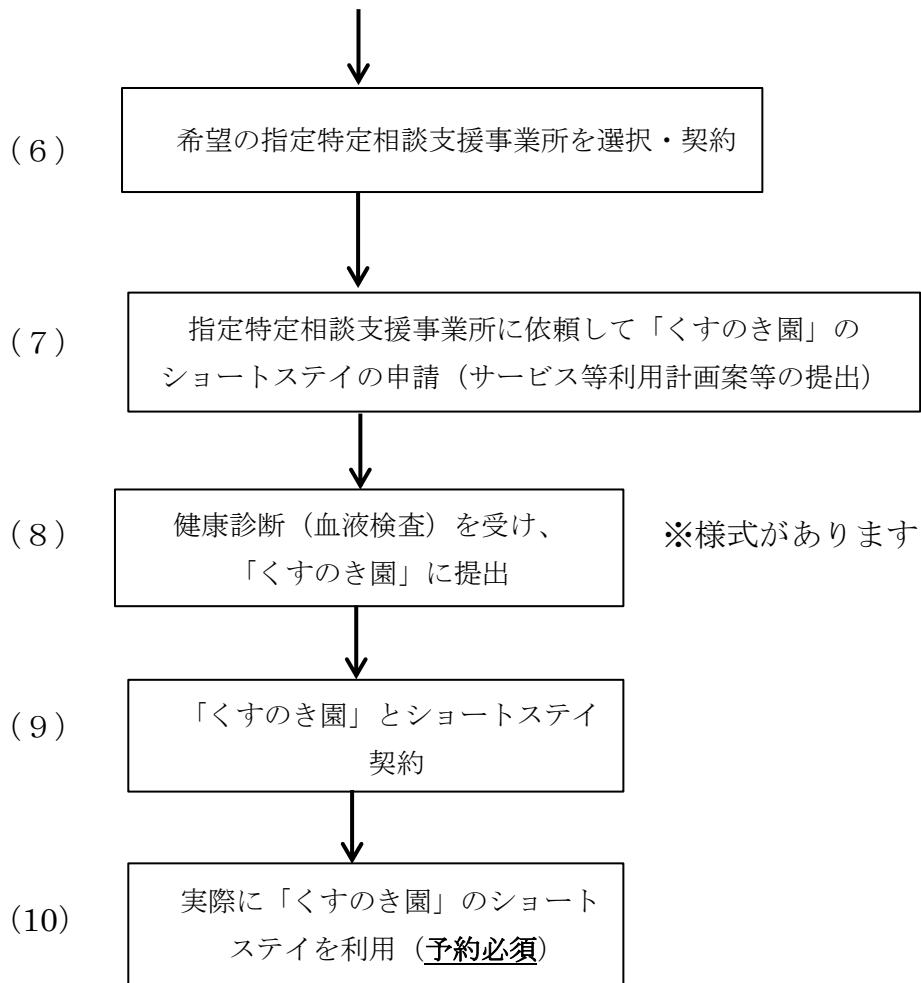 （６） 希望の指定特定相談支援事業所を選択・契約
（７） 指定特定相談支援事業所に依頼して「くすのき園」の
ショートステイの申請（サービス等利用計画案等の提出）
（８） 健康診断（血液検査）を受け、 ※様式があります
「くすのき園」に提出
（９） 「くすのき園」とショートステイ
契約
（10） 実際に「くすのき園」のショート
ステイを利用（予約必須）